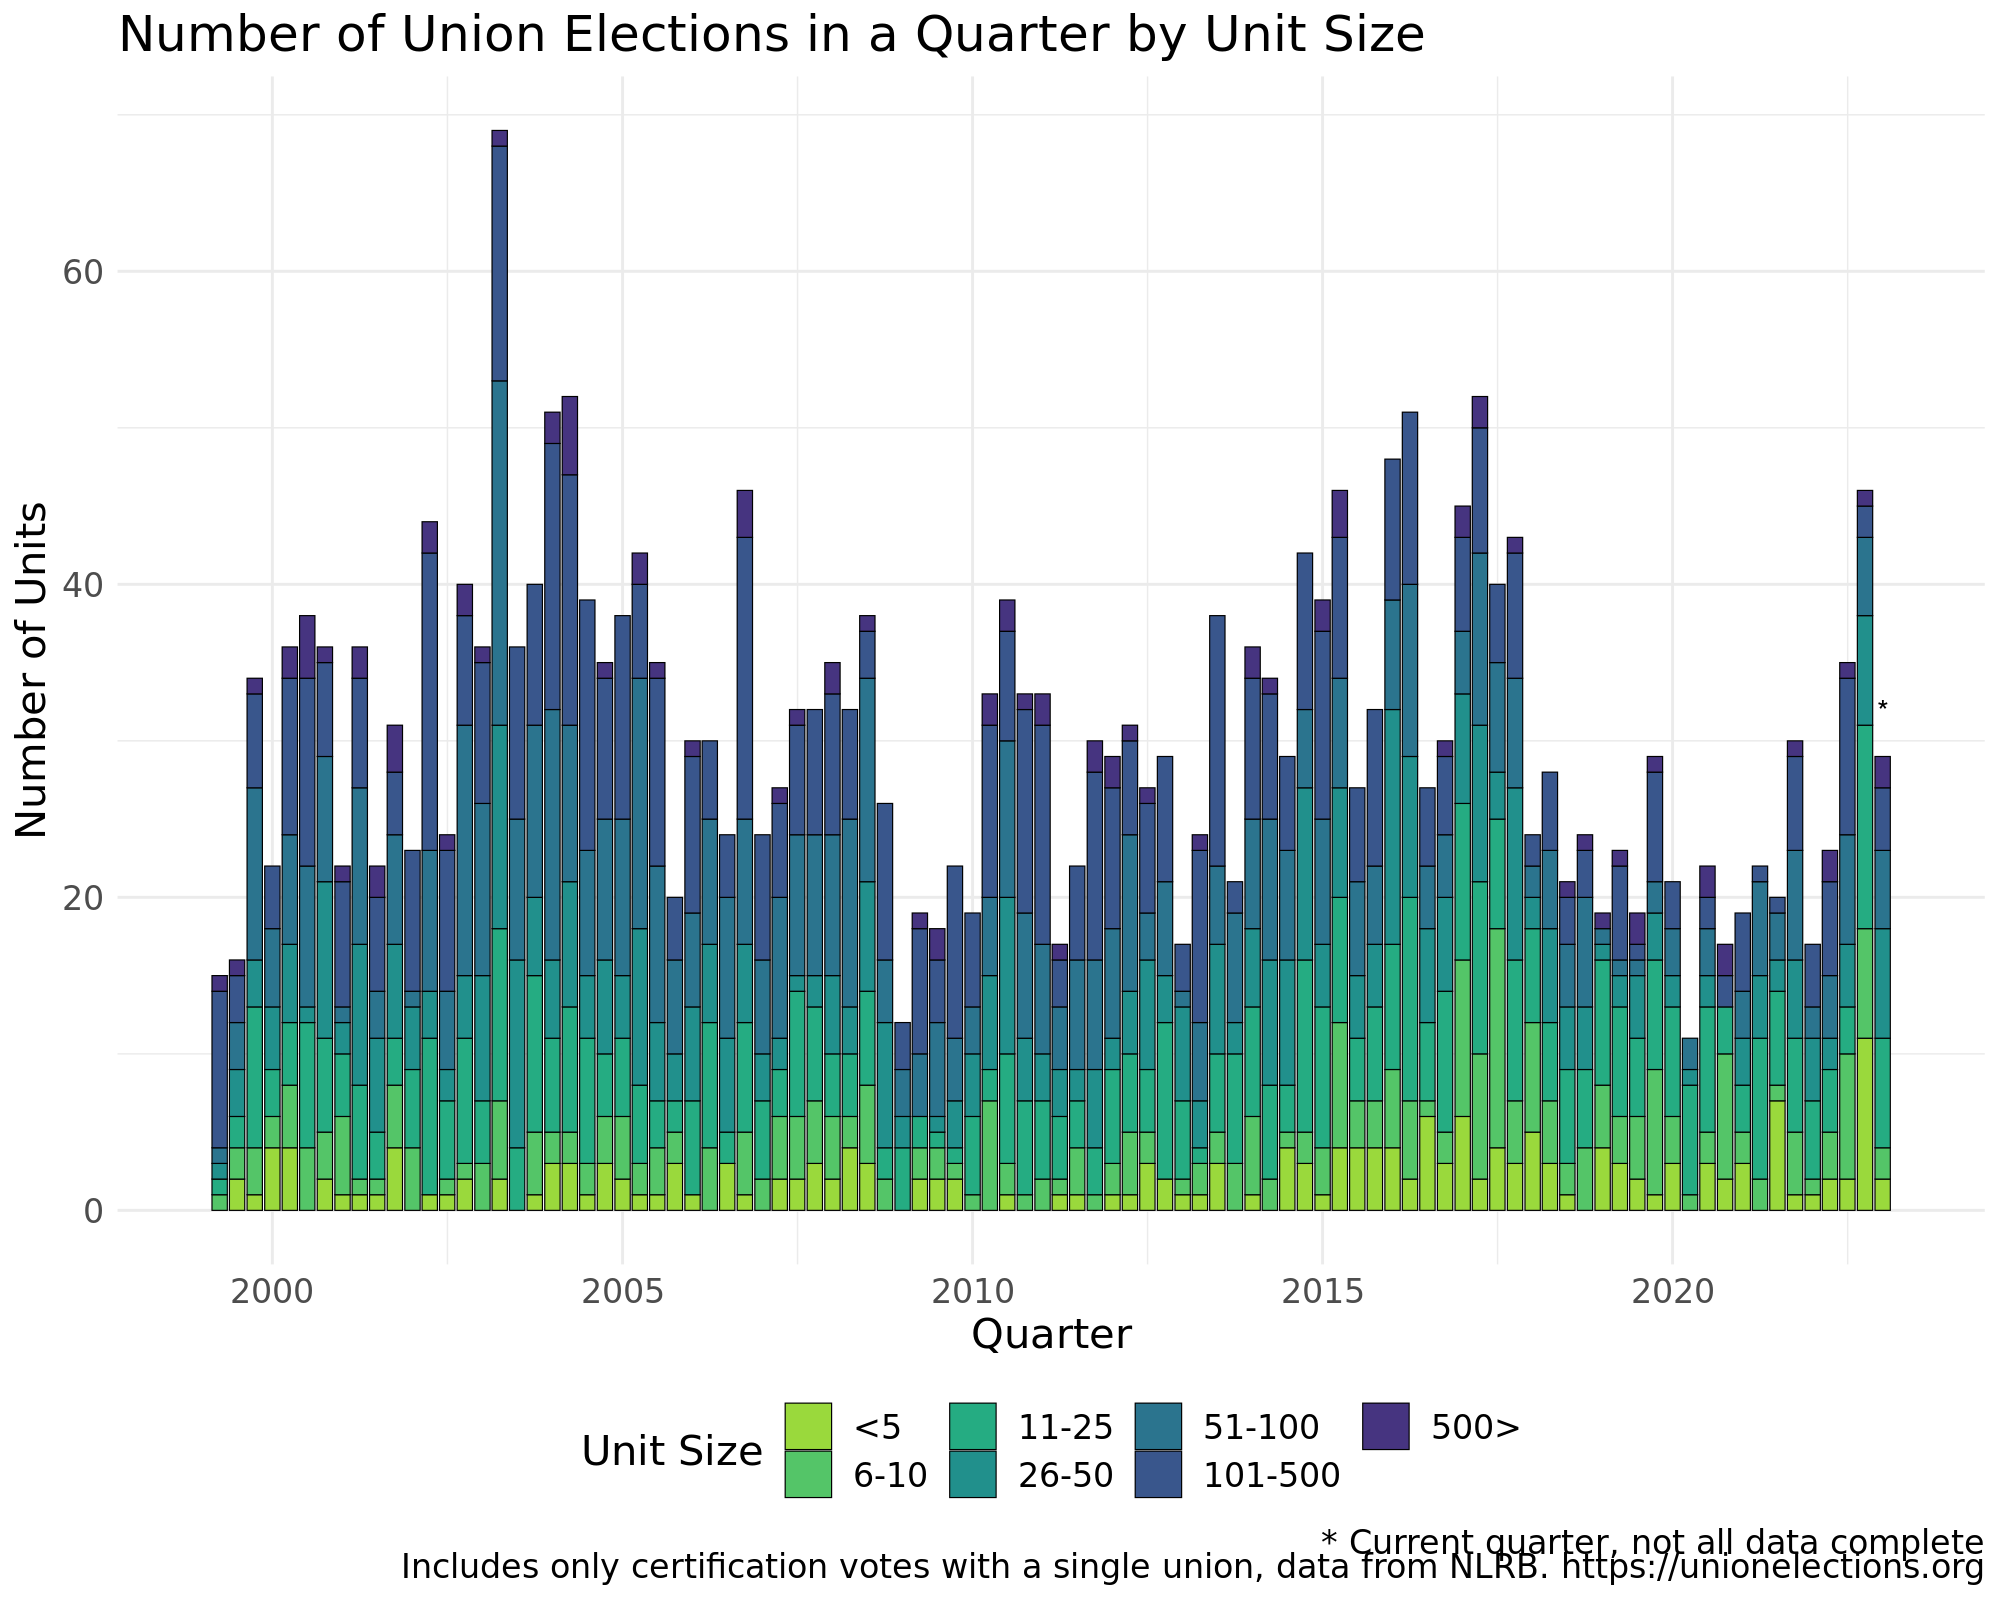 Number of Union Elections in a Quarter by Unit Size
Number of Units
60
40
20
0
*
2000 2005 2010 2015 2020
Quarter
Unit Size
<5 11-25 51-100 500>
6-10 26-50 101-500
* Current quarter, not all data complete
Includes only certification votes with a single union, data from NLRB. https://unionelections.org